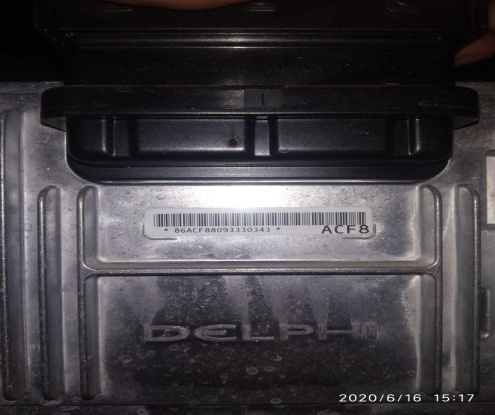 * 86ACF88093330343 * ACF8
DELPHI
2020/6/16 15:17